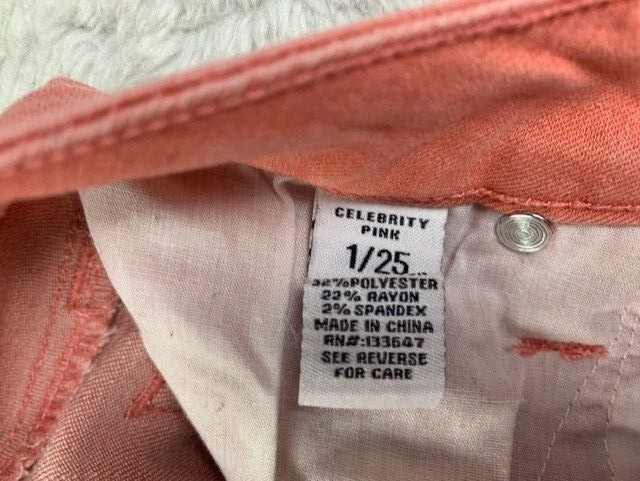 CELEBRITY
PINK
1/25
POLYESTER
22% RAYON
2% SPANDEX
MADE IN CHINA
RN#:133647
SEE REVERSE
FOR CARE